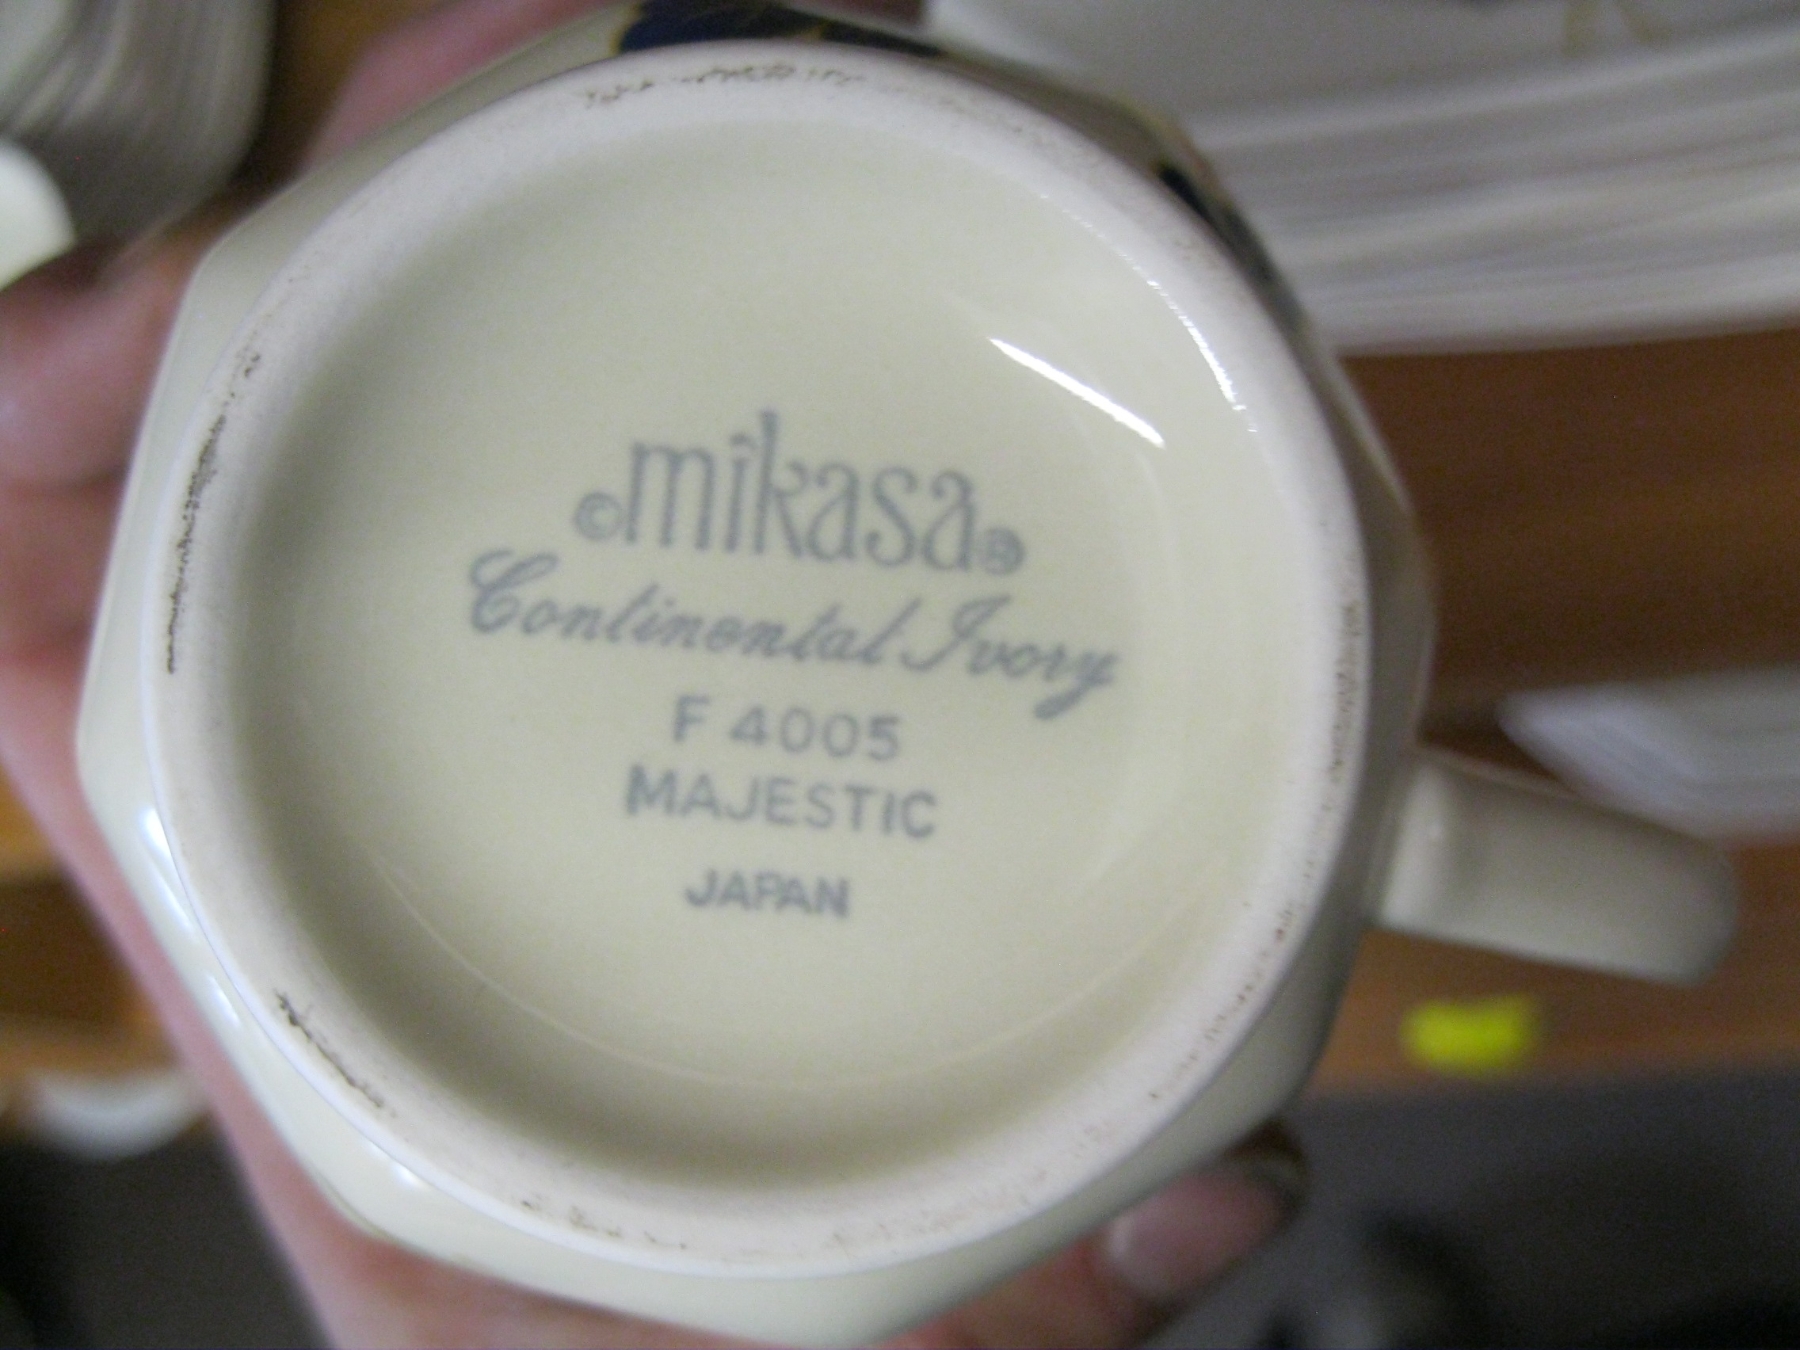 ©mikasa®
Continental Ivory
F 4005
MAJESTIC
JAPAN